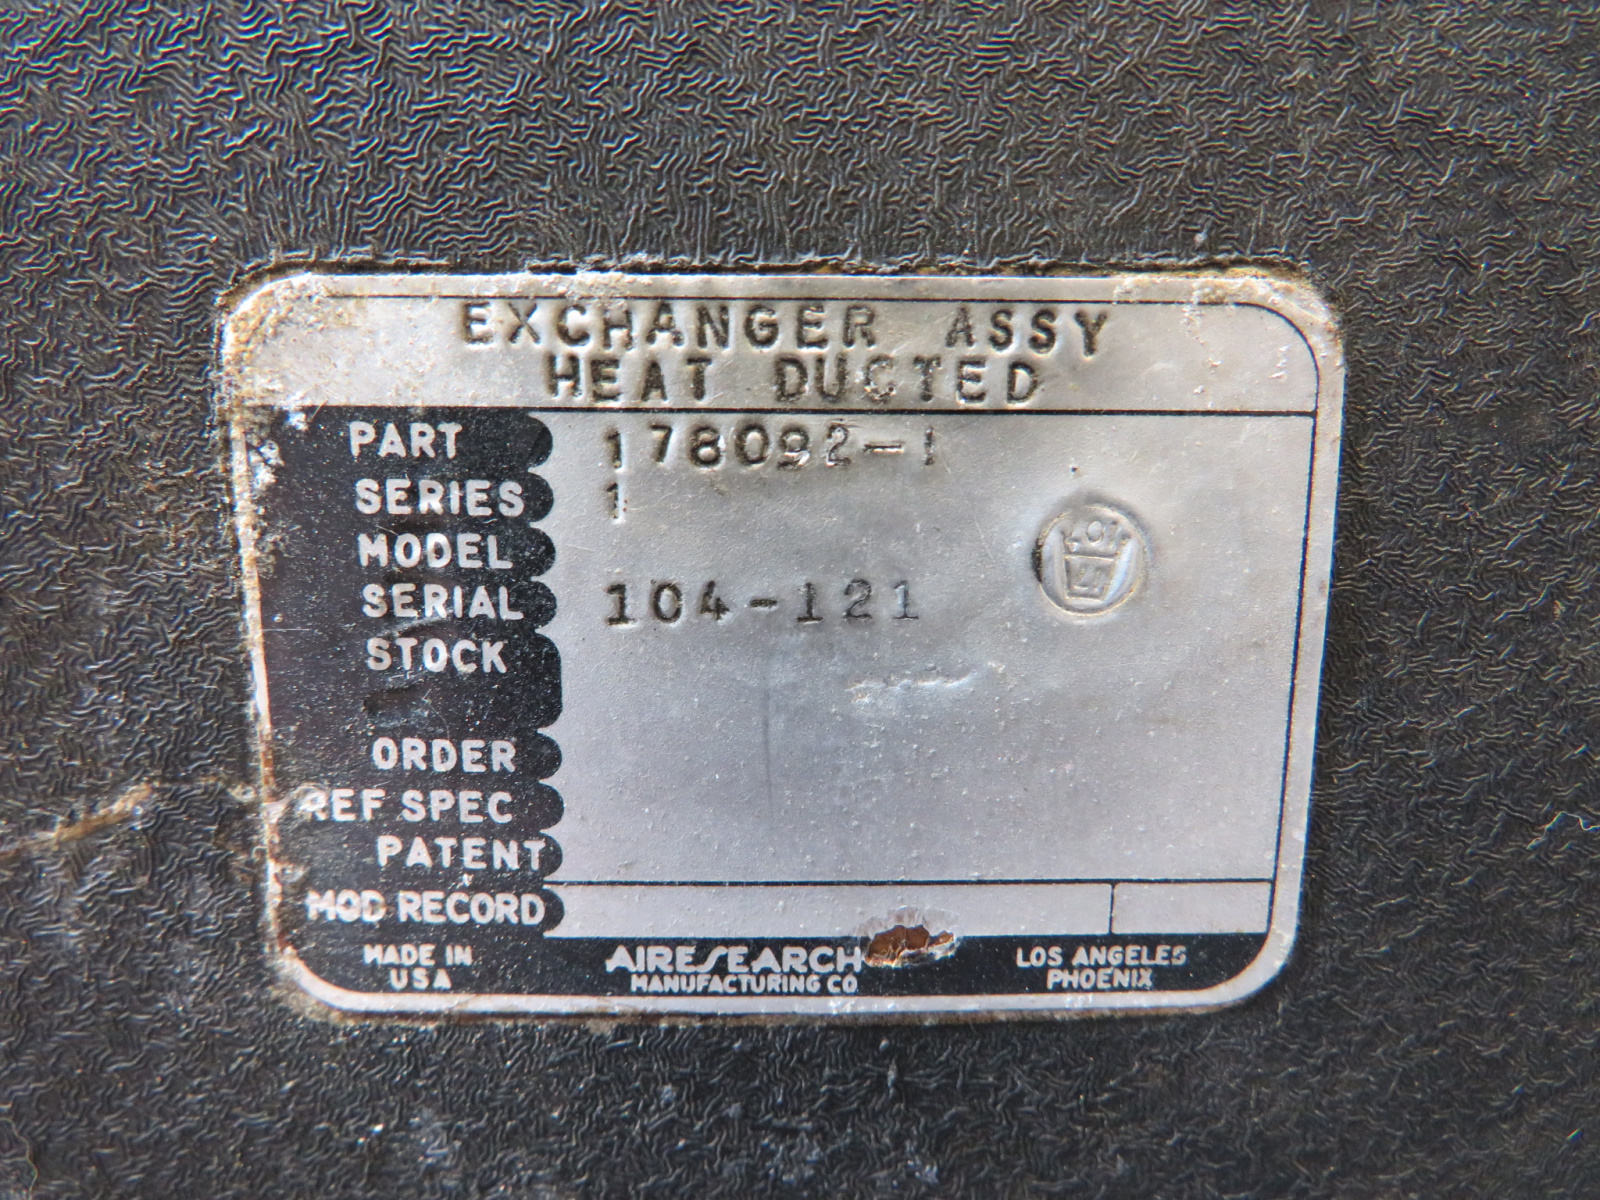 EXCHANGER ASSY
HEAT DUCTED
PART 178092-1
SERIES 1
MODEL
SERIAL 104-121
STOCK
ORDER
REF SPEC
PATENT
MOD RECORD
MADE IN
USA
AIRESEARCH
MANUFACTURING CO
LOS ANGELES
PHOENIX